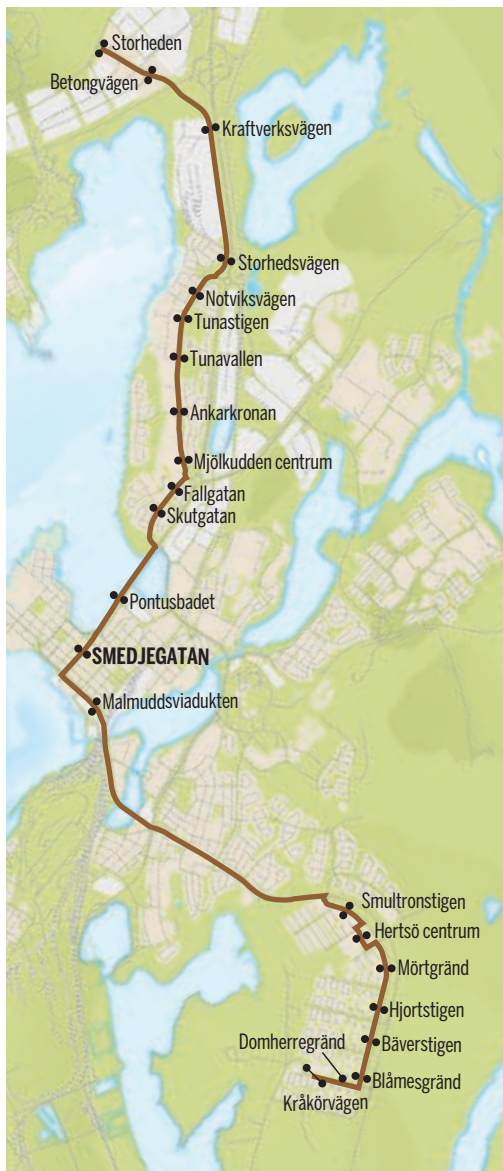 Storheden
Betongvägen
Kraftverksvägen
Storhedsvägen
Notviksvägen
Tunastigen
Tunavallen
Ankarkronan
Mjölkudden centrum
Fallgatan
Skutgatan
Pontusbadet
SMEDJEGATAN
Malmuddsviadukten
Smultronstigen
Hertsö centrum
Mörtgränd
Hjortstigen
Domherregränd
Bäverstigen
Blåmesgränd
Kråkörvägen